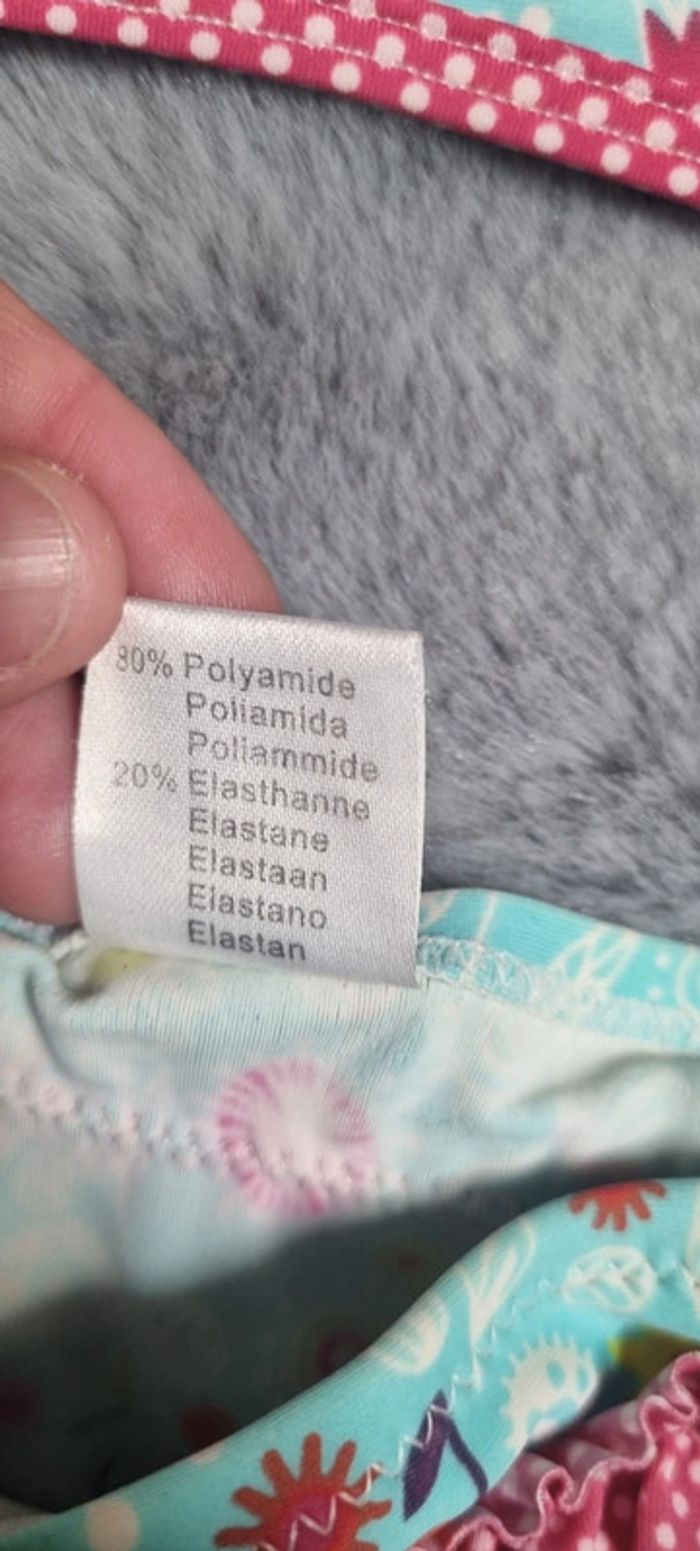 80% Polyamide
Poliamida
Poliammide
20% Elasthanne
Elastane
Elastaan
Elastano
Elastan